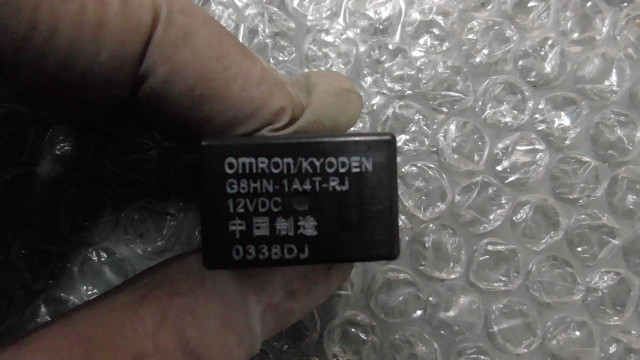 OMRON/KYODEN
G8HN-1A4T-RJ
12VDC
中国制造
0338DJ